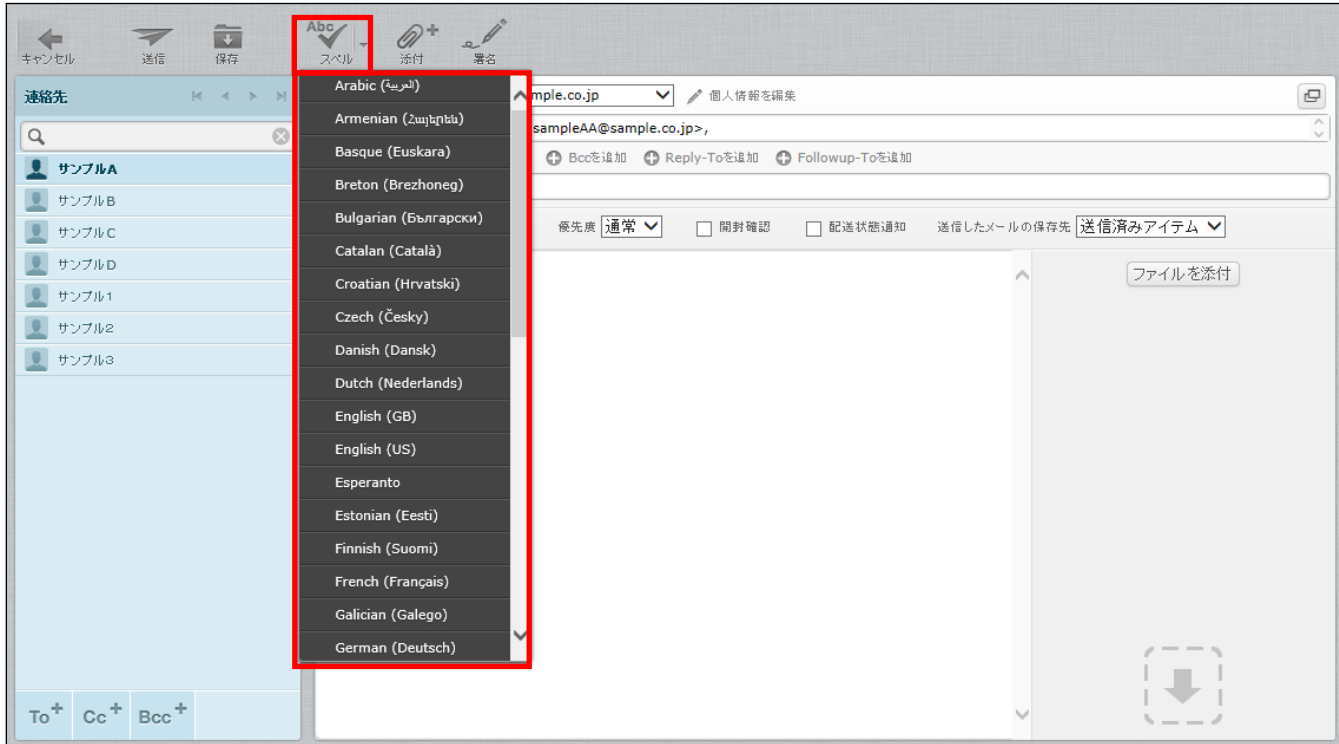 Abc
キャンセル 送信 保存 スペル 添付 署名
連絡先
サンプルA
サンプルB
サンプルC
サンプルD
サンプル1
サンプル2
サンプル3
To+ Cc+ Bcc+
Arabic (العربية)
Armenian (Հայերեն)
Basque (Euskara)
Breton (Brezhoneg)
Bulgarian (Български)
Catalan (Català)
Croatian (Hrvatski)
Czech (Česky)
Danish (Dansk)
Dutch (Nederlands)
English (GB)
English (US)
Esperanto
Estonian (Eesti)
Finnish (Suomi)
French (Français)
Galician (Galego)
German (Deutsch)
mple.co.jp 個人情報を編集
sampleAA@sample.co.jp>,
Bccを追加 Reply-Toを追加 Followup-Toを追加
優先度 通常 開封確認 配送状態通知 送信したメールの保存先 送信済みアイテム
ファイルを添付